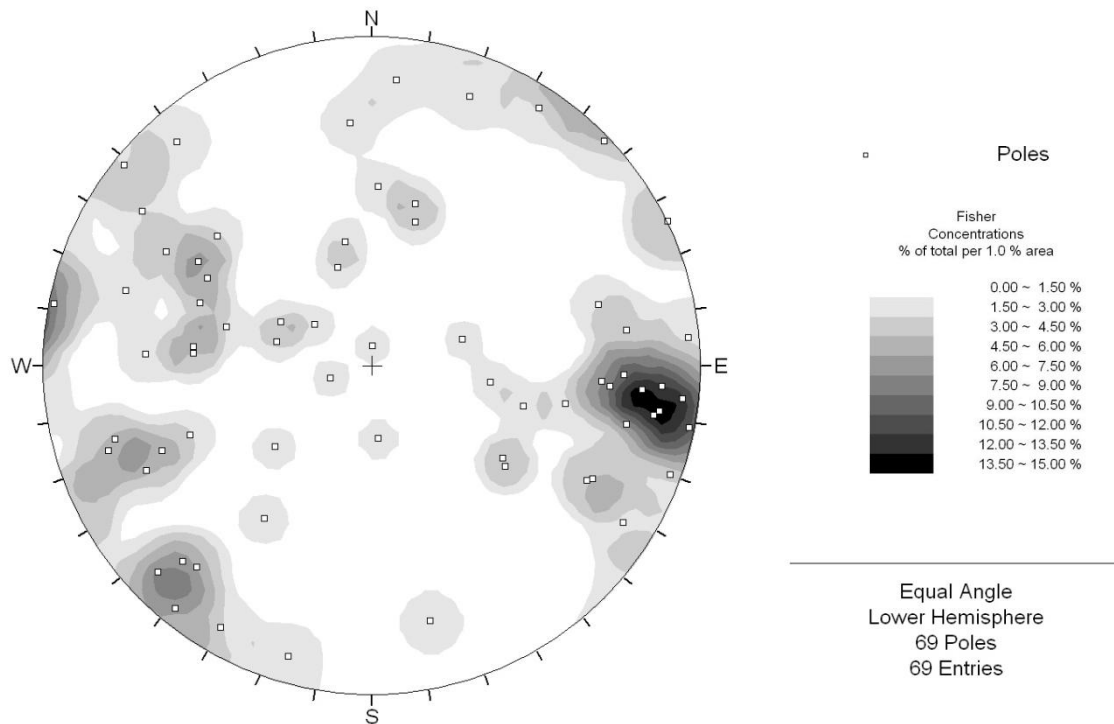 N
W
E
S
Poles
Fisher
Concentrations
% of total per 1.0 % area
0.00 ~ 1.50 %
1.50 ~ 3.00 %
3.00 ~ 4.50 %
4.50 ~ 6.00 %
6.00 ~ 7.50 %
7.50 ~ 9.00 %
9.00 ~ 10.50 %
10.50 ~ 12.00 %
12.00 ~ 13.50 %
13.50 ~ 15.00 %
Equal Angle
Lower Hemisphere
69 Poles
69 Entries